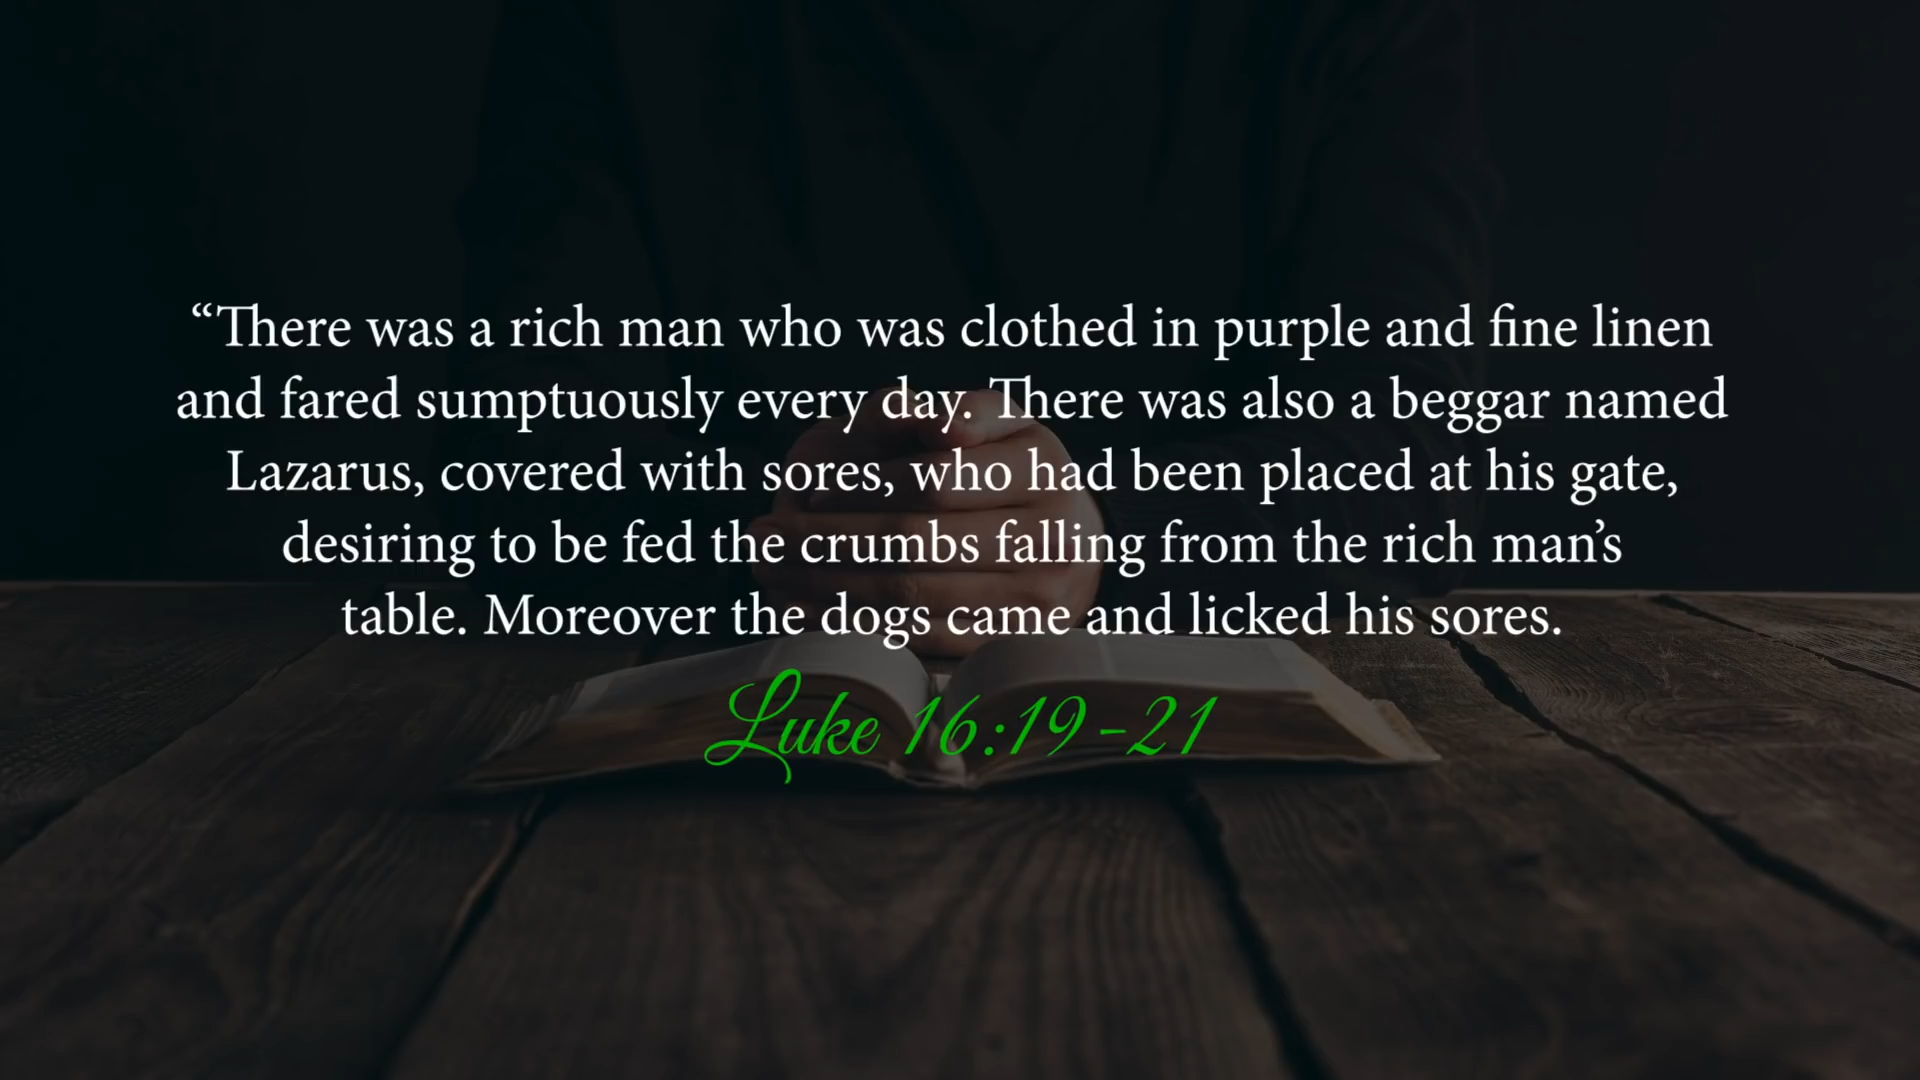 “There was a rich man who was clothed in purple and fine linen
and fared sumptuously every day. There was also a beggar named
Lazarus, covered with sores, who had been placed at his gate,
desiring to be fed the crumbs falling from the rich man’s
table. Moreover the dogs came and licked his sores.
Luke 16:19-21